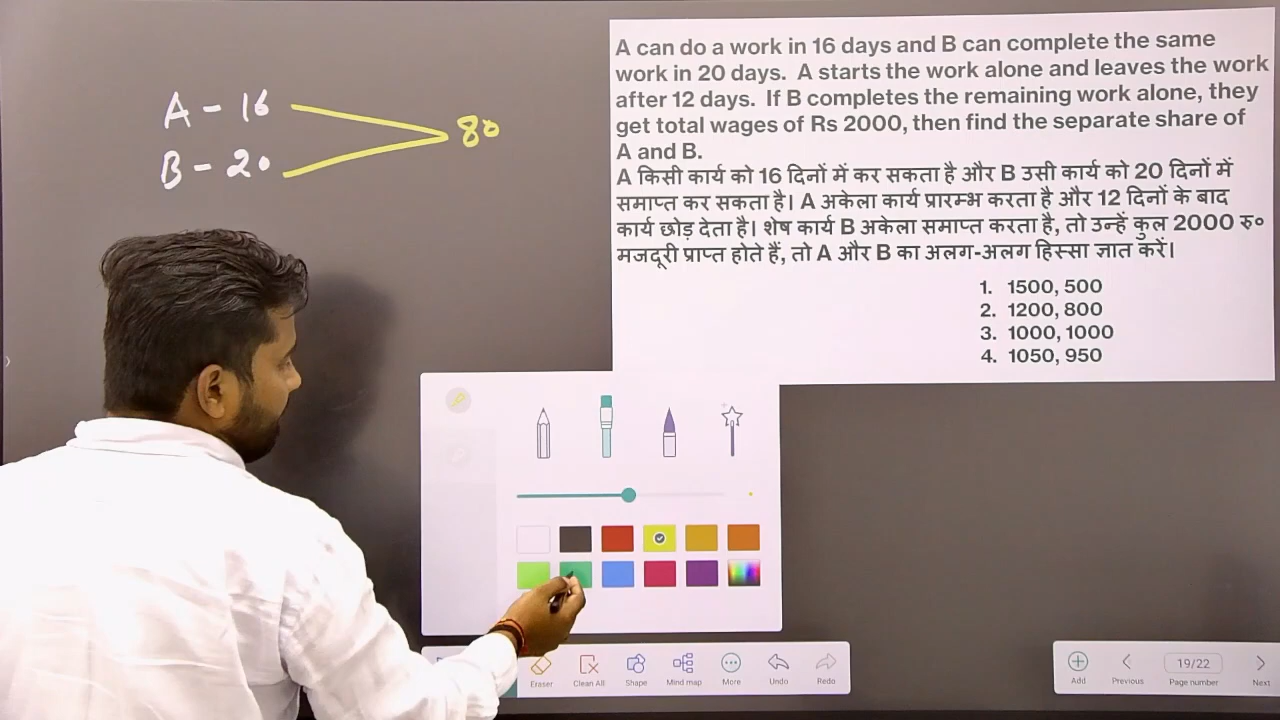 A - 16
B - 20
80
A can do a work in 16 days and B can complete the same
work in 20 days. A starts the work alone and leaves the work
after 12 days. If B completes the remaining work alone, they
get total wages of Rs 2000, then find the separate share of
A and B.
A किसी कार्य को 16 दिनों में कर सकता है और B उसी कार्य को 20 दिनों में
समाप्त कर सकता है। A अकेला कार्य प्रारम्भ करता है और 12 दिनों के बाद
कार्य छोड़ देता है। शेष कार्य B अकेला समाप्त करता है, तो उन्हें कुल 2000 रु०
मजदूरी प्राप्त होते हैं, तो A और B का अलग-अलग हिस्सा ज्ञात करें।
1. 1500, 500
2. 1200, 800
3. 1000, 1000
4. 1050, 950
Eraser
Clean All
Shape
Mind map
More
Undo
Redo
Add
Previous
19/22
Page number
Next